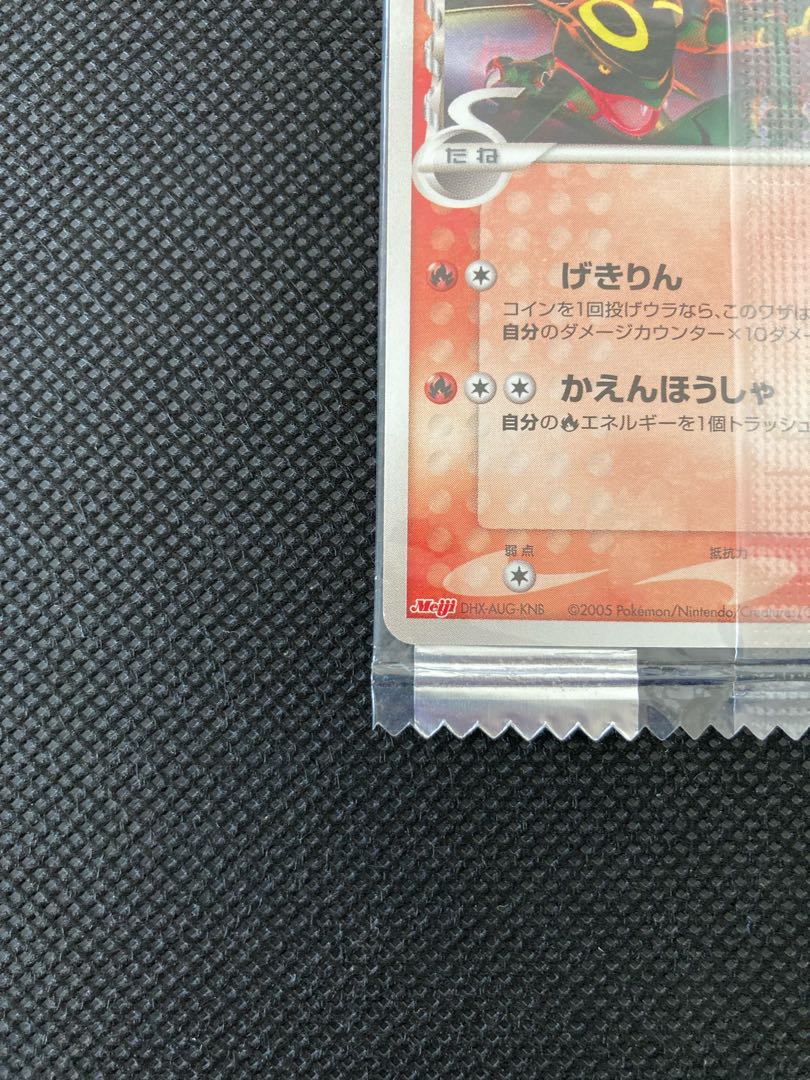 δ
たね
げきりん
コインを1回投げウラなら、このワザは
自分のダメージカウンター×10ダメー
かえんほうしゃ
自分のエネルギーを1個トラッシュ
弱点 抵抗力
Meiji DHX-AUG-KNB ©2005 Pokémon/Nintendo/Creatures/